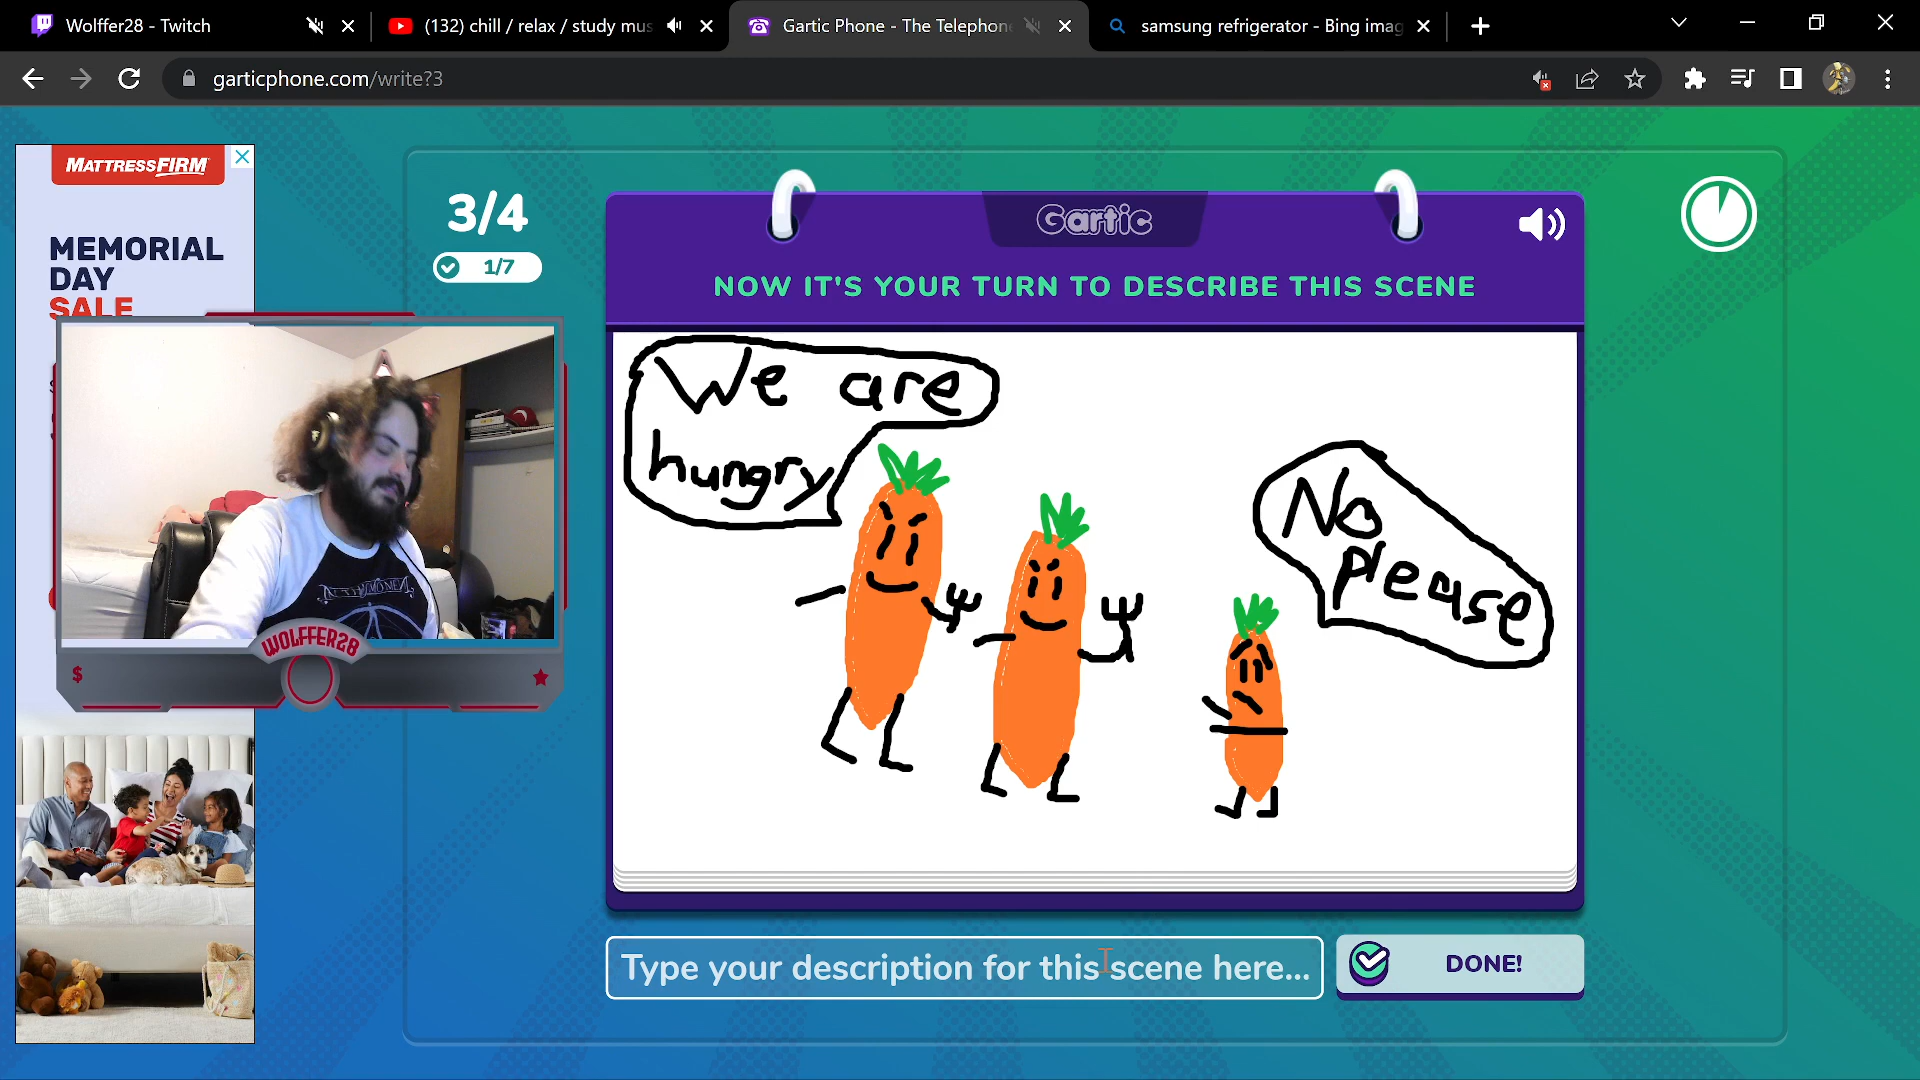 Wolffer28 - Twitch
(132) chill / relax / study mus
Gartic Phone - The Telephon
samsung refrigerator - Bing imag
garticphone.com/write?3
MATTRESSFIRM
MEMORIAL
DAY
SALE
3/4
1/7
Gartic
NOW IT'S YOUR TURN TO DESCRIBE THIS SCENE
We are
hungry
No
please
WOLFFER28
$
Type your description for this scene here...
DONE!